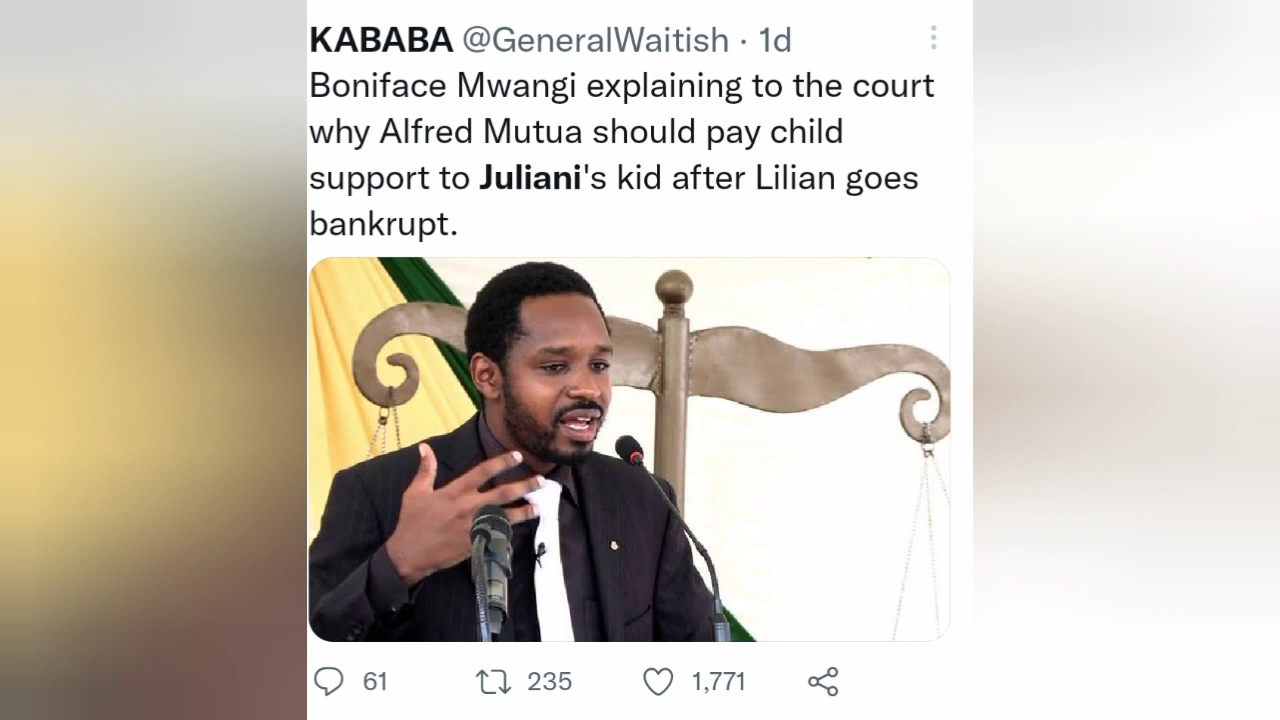 KABABA @GeneralWaitish · 1d
Boniface Mwangi explaining to the court
why Alfred Mutua should pay child
support to Juliani's kid after Lilian goes
bankrupt.
61 235 1,771